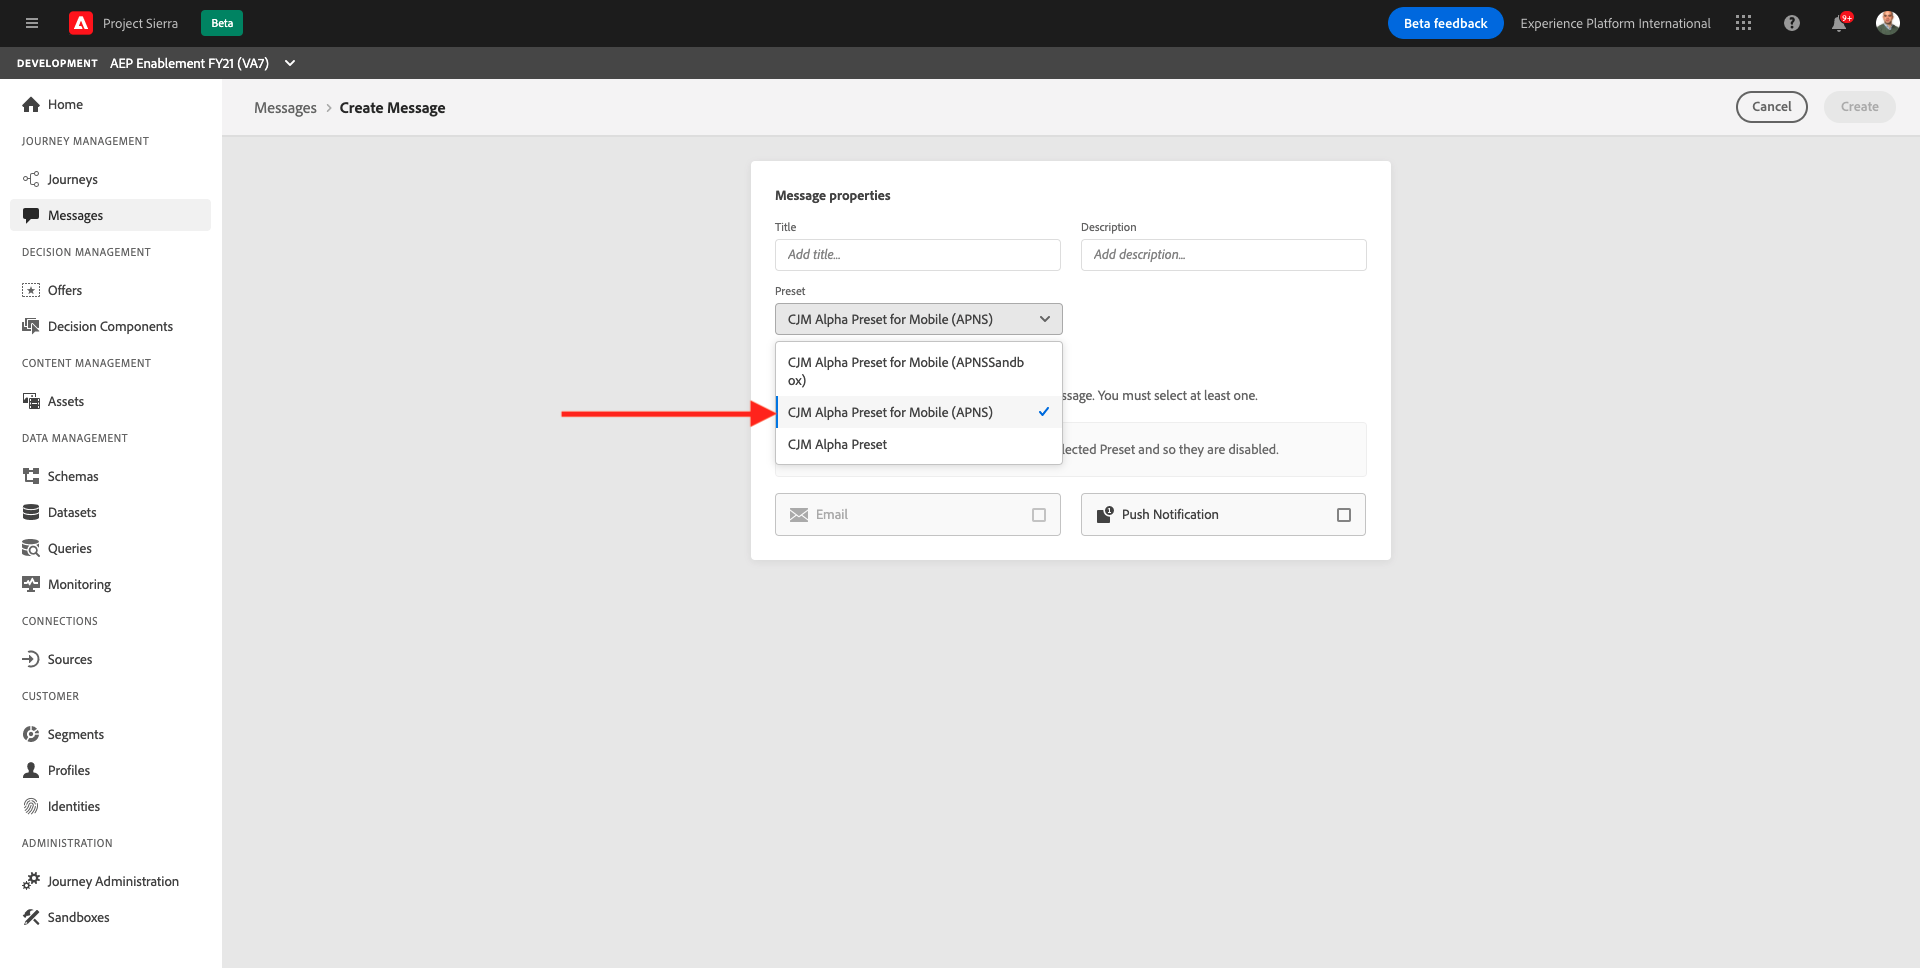 Project Sierra
Beta
Beta feedback
Experience Platform International
9+
DEVELOPMENT AEP Enablement FY21 (VA7)
Home
JOURNEY MANAGEMENT
Journeys
Messages
DECISION MANAGEMENT
Offers
Decision Components
CONTENT MANAGEMENT
Assets
DATA MANAGEMENT
Schemas
Datasets
Queries
Monitoring
CONNECTIONS
Sources
CUSTOMER
Segments
Profiles
Identities
ADMINISTRATION
Journey Administration
Sandboxes
Messages > Create Message
Cancel
Create
Message properties
Title
Add title...
Description
Add description...
Preset
CJM Alpha Preset for Mobile (APNS)
CJM Alpha Preset for Mobile (APNSSandb
ox)
CJM Alpha Preset for Mobile (APNS)
CJM Alpha Preset
ssage. You must select at least one.
lected Preset and so they are disabled.
Email
1
Push Notification